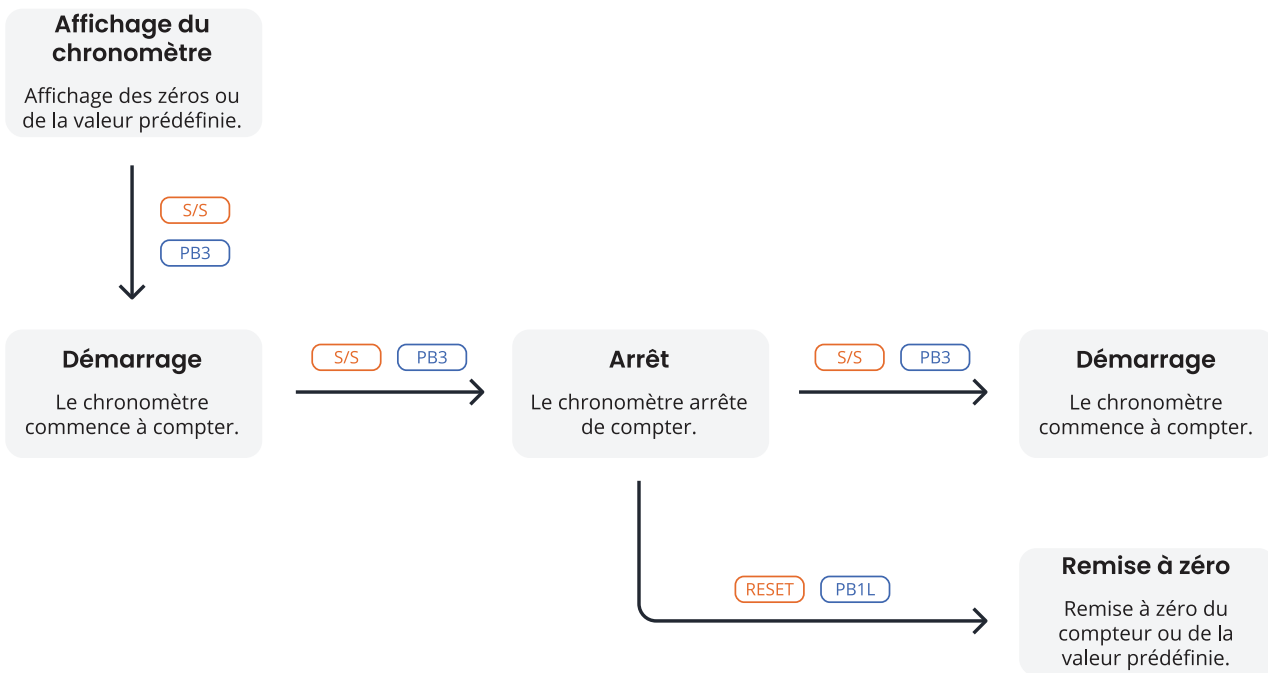 Affichage du
chronomètre
Affichage des zéros ou
de la valeur prédéfinie.
S/S
PB3
Démarrage
Le chronomètre
commence à compter.
S/S PB3
Arrêt
Le chronomètre arrête
de compter.
S/S PB3
Démarrage
Le chronomètre
commence à compter.
RESET PB1L
Remise à zéro
Remise à zéro du
compteur ou de la
valeur prédéfinie.